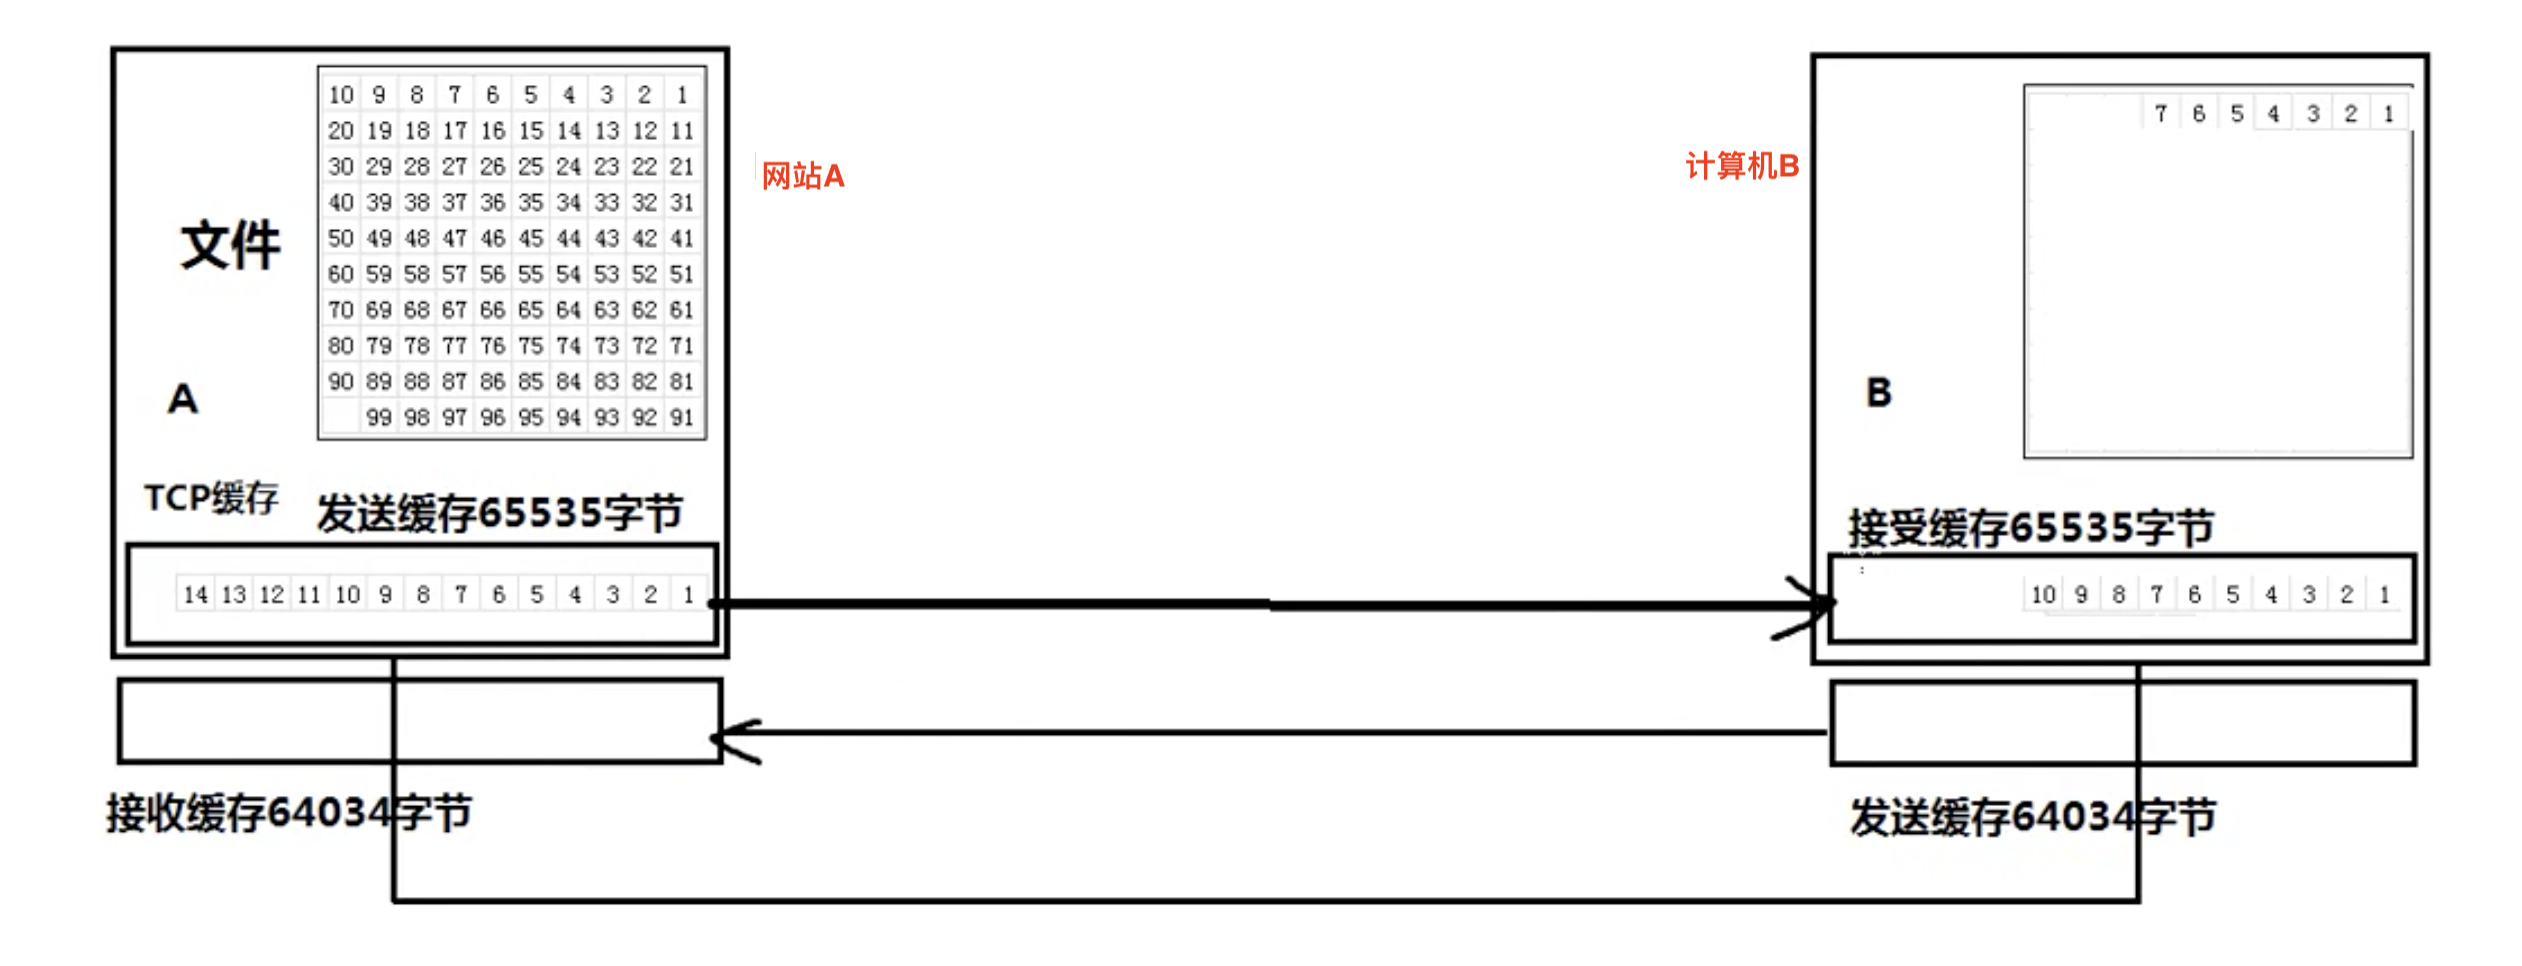 10 9 8 7 6 5 4 3 2 1
20 19 18 17 16 15 14 13 12 11
30 29 28 27 26 25 24 23 22 21
40 39 38 37 36 35 34 33 32 31
50 49 48 47 46 45 44 43 42 41
60 59 58 57 56 55 54 53 52 51
70 69 68 67 66 65 64 63 62 61
80 79 78 77 76 75 74 73 72 71
90 89 88 87 86 85 84 83 82 81
99 98 97 96 95 94 93 92 91
文件
A
TCP缓存
发送缓存65535字节
14 13 12 11 10 9 8 7 6 5 4 3 2 1
接收缓存64034字节
网站A
计算机B
7 6 5 4 3 2 1
B
接受缓存65535字节
10 9 8 7 6 5 4 3 2 1
发送缓存64034字节